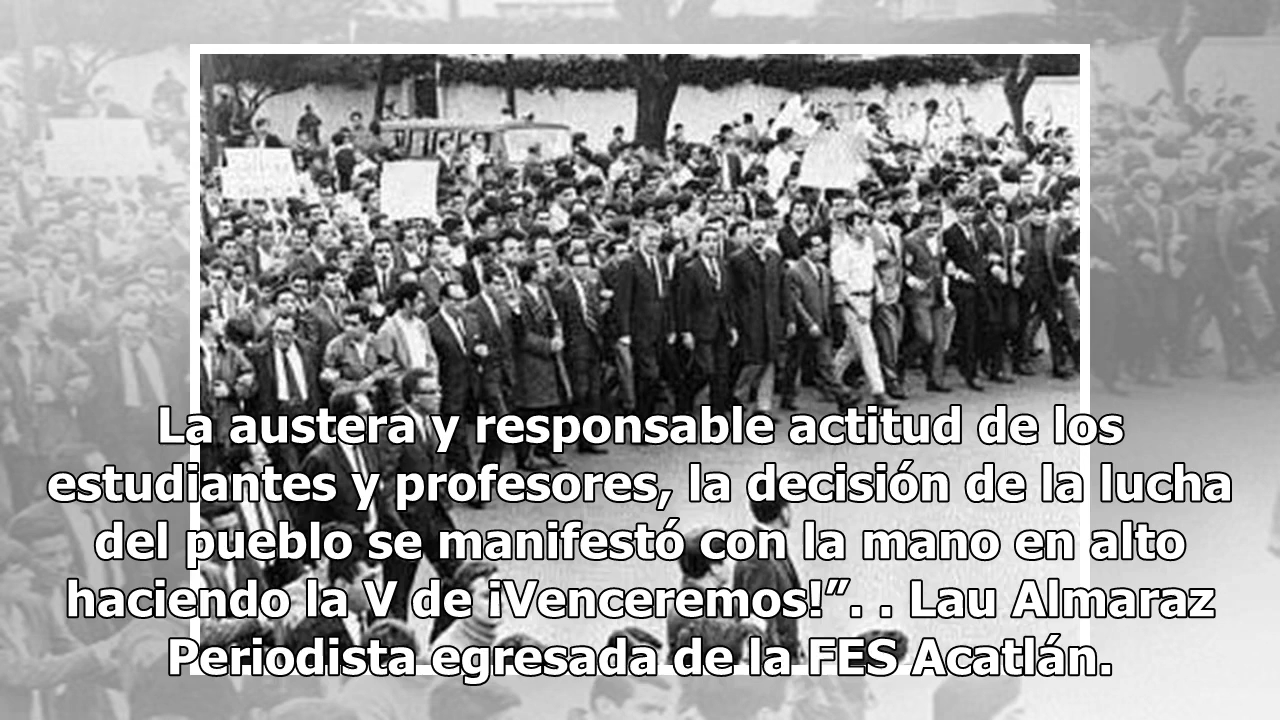 La austera y responsable actitud de los
estudiantes y profesores, la decisión de la lucha
del pueblo se manifestó con la mano en alto
haciendo la V de ¡Venceremos!”. . Lau Almaraz
Periodista egresada de la FES Acatlán.